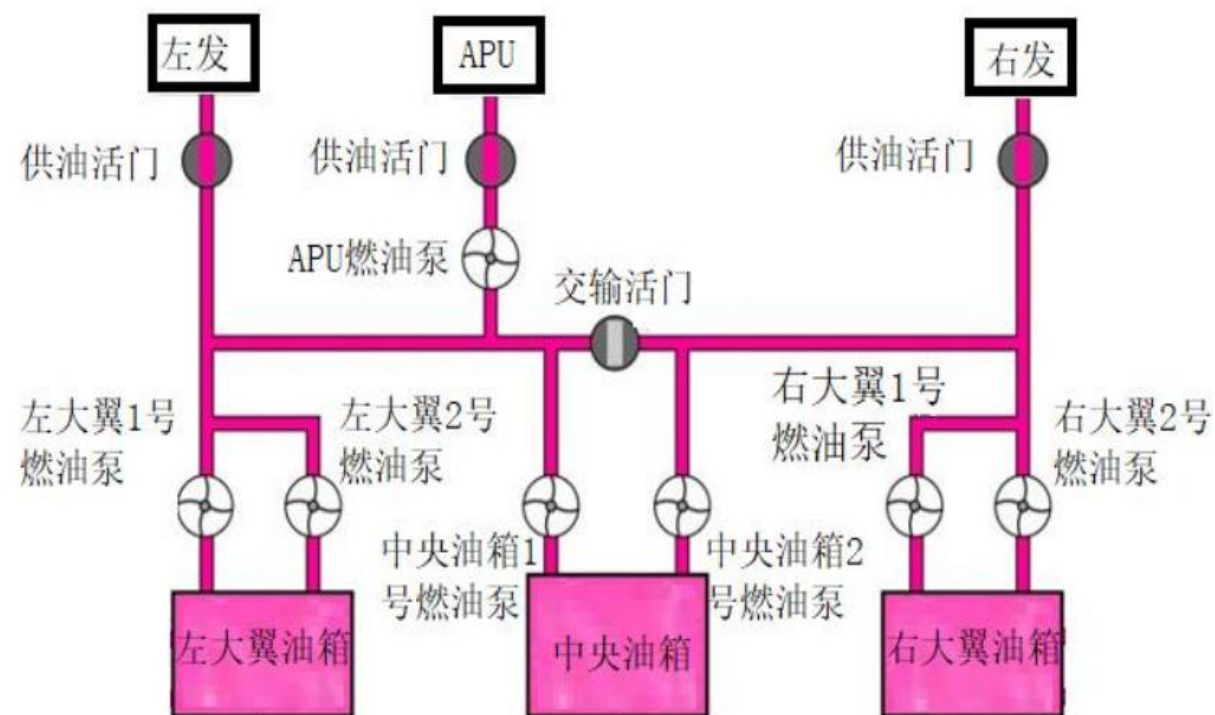 左发
APU
右发
供油活门
供油活门
供油活门
APU燃油泵
交输活门
左大翼1号
燃油泵
左大翼2号
燃油泵
右大翼1号
燃油泵
右大翼2号
燃油泵
中央油箱1
号燃油泵
中央油箱2
号燃油泵
左大翼油箱
中央油箱
右大翼油箱